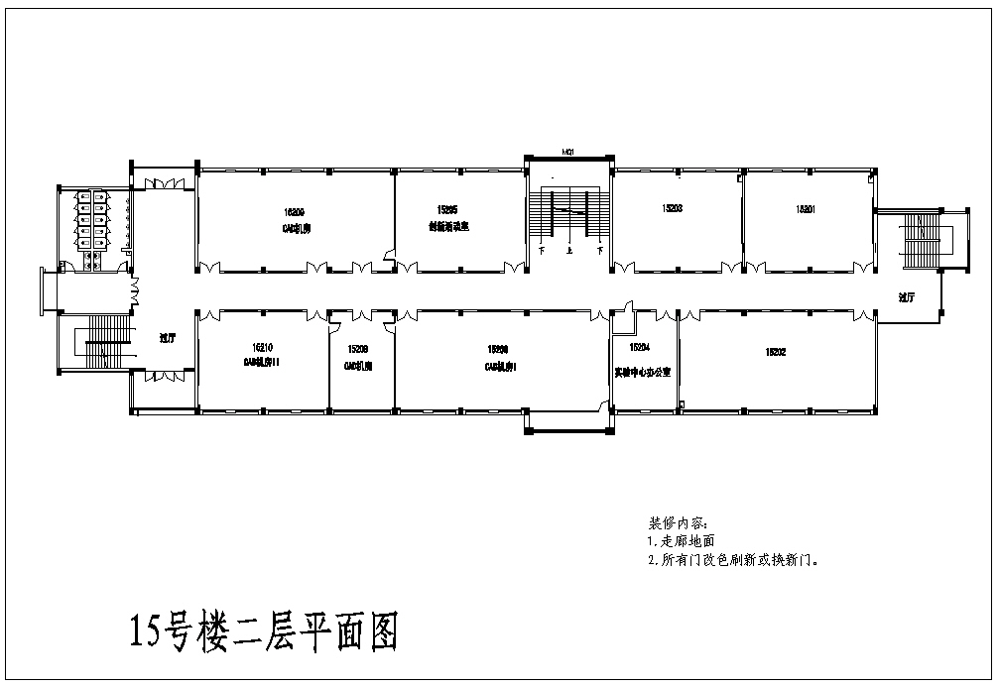 MQ1
15209
CAD机房
15205
创新活动室
15203
15201
下
上
下
过厅
过厅
15210
CAD机房II
15208
CAD机房
15206
CAD机房I
15204
实验中心办公室
15202
装修内容:
1.走廊地面
2.所有门改色刷新或换新门。
15号楼二层平面图